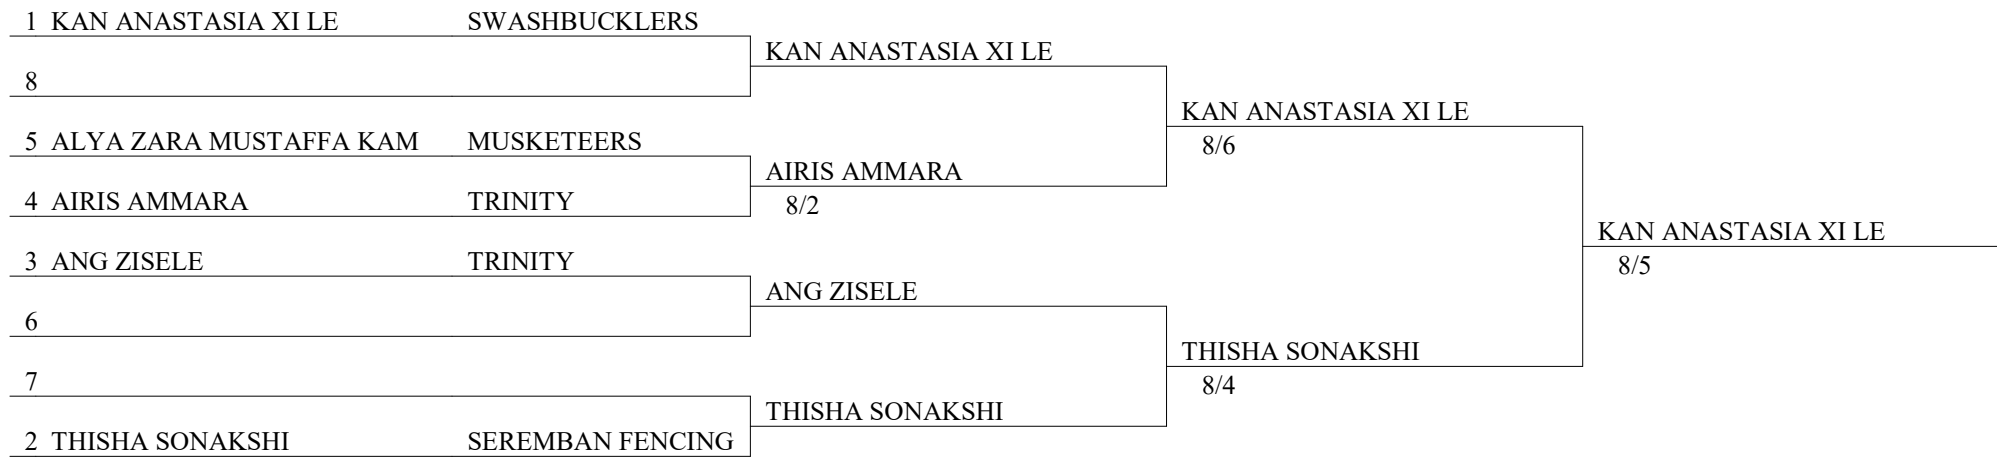 1 KAN ANASTASIA XI LE SWASHBUCKLERS
KAN ANASTASIA XI LE
8
KAN ANASTASIA XI LE
8/6
5 ALYA ZARA MUSTAFFA KAM MUSKETEERS
AIRIS AMMARA
8/2
4 AIRIS AMMARA TRINITY
KAN ANASTASIA XI LE
8/5
3 ANG ZISELE TRINITY
ANG ZISELE
6
THISHA SONAKSHI
8/4
7
THISHA SONAKSHI
2 THISHA SONAKSHI SEREMBAN FENCING